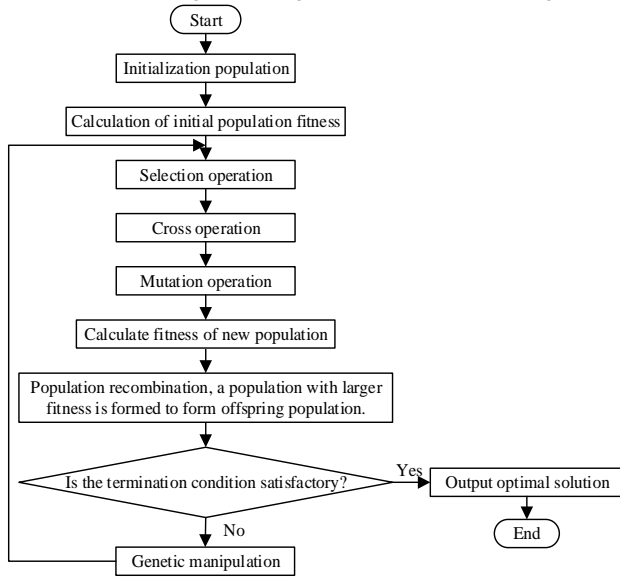 Start
Initialization population
Calculation of initial population fitness
Selection operation
Cross operation
Mutation operation
Calculate fitness of new population
Population recombination, a population with larger
fitness is formed to form offspring population.
Is the termination condition satisfactory?
Yes
Output optimal solution
End
No
Genetic manipulation